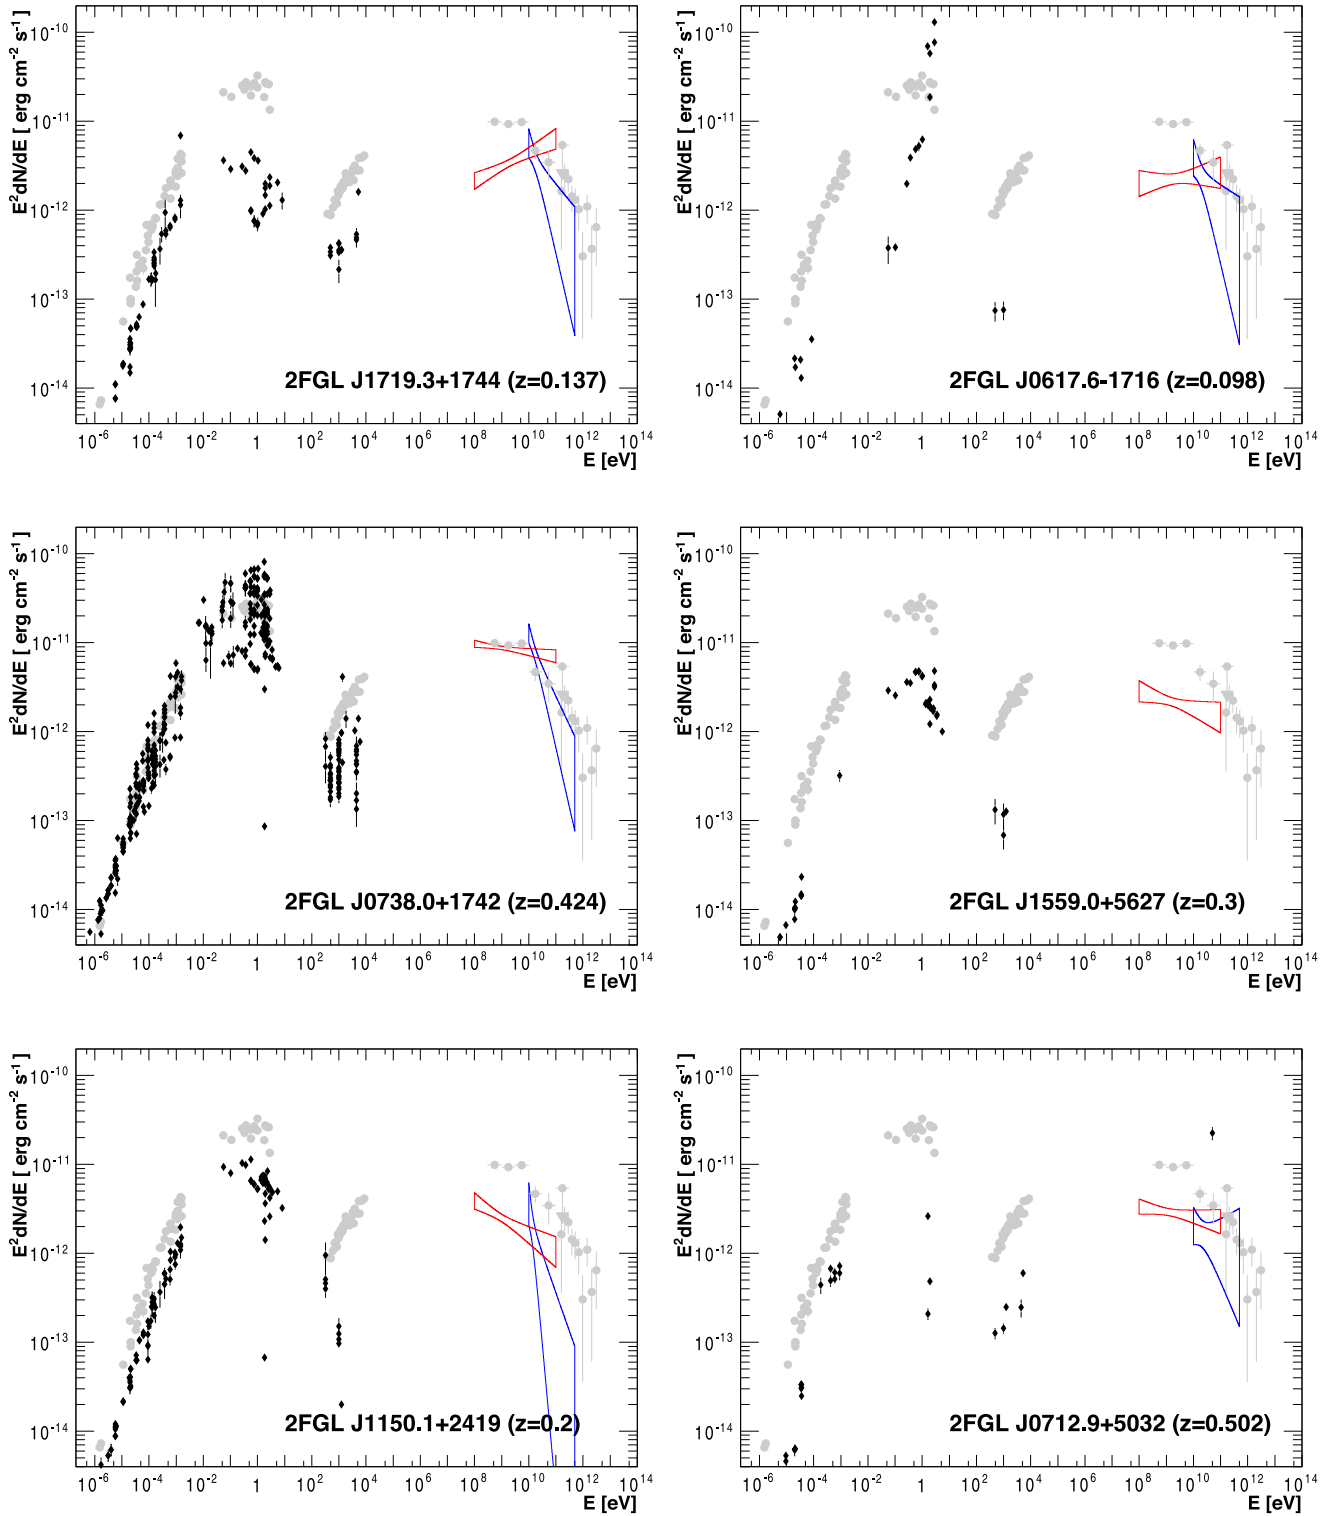 E²dN/dE [ erg cm⁻² s⁻¹ ]
10⁻¹⁰
10⁻¹¹
10⁻¹²
10⁻¹³
10⁻¹⁴
2FGL J1719.3+1744 (z=0.137)
10⁻⁶ 10⁻⁴ 10⁻² 1 10² 10⁴ 10⁶ 10⁸ 10¹⁰ 10¹² 10¹⁴
E [eV]
E²dN/dE [ erg cm⁻² s⁻¹ ]
10⁻¹⁰
10⁻¹¹
10⁻¹²
10⁻¹³
10⁻¹⁴
2FGL J0617.6-1716 (z=0.098)
10⁻⁶ 10⁻⁴ 10⁻² 1 10² 10⁴ 10⁶ 10⁸ 10¹⁰ 10¹² 10¹⁴
E [eV]
E²dN/dE [ erg cm⁻² s⁻¹ ]
10⁻¹⁰
10⁻¹¹
10⁻¹²
10⁻¹³
10⁻¹⁴
2FGL J0738.0+1742 (z=0.424)
10⁻⁶ 10⁻⁴ 10⁻² 1 10² 10⁴ 10⁶ 10⁸ 10¹⁰ 10¹² 10¹⁴
E [eV]
E²dN/dE [ erg cm⁻² s⁻¹ ]
10⁻¹⁰
10⁻¹¹
10⁻¹²
10⁻¹³
10⁻¹⁴
2FGL J1559.0+5627 (z=0.3)
10⁻⁶ 10⁻⁴ 10⁻² 1 10² 10⁴ 10⁶ 10⁸ 10¹⁰ 10¹² 10¹⁴
E [eV]
E²dN/dE [ erg cm⁻² s⁻¹ ]
10⁻¹⁰
10⁻¹¹
10⁻¹²
10⁻¹³
10⁻¹⁴
2FGL J1150.1+2419 (z=0.2)
10⁻⁶ 10⁻⁴ 10⁻² 1 10² 10⁴ 10⁶ 10⁸ 10¹⁰ 10¹² 10¹⁴
E [eV]
E²dN/dE [ erg cm⁻² s⁻¹ ]
10⁻¹⁰
10⁻¹¹
10⁻¹²
10⁻¹³
10⁻¹⁴
2FGL J0712.9+5032 (z=0.502)
10⁻⁶ 10⁻⁴ 10⁻² 1 10² 10⁴ 10⁶ 10⁸ 10¹⁰ 10¹² 10¹⁴
E [eV]